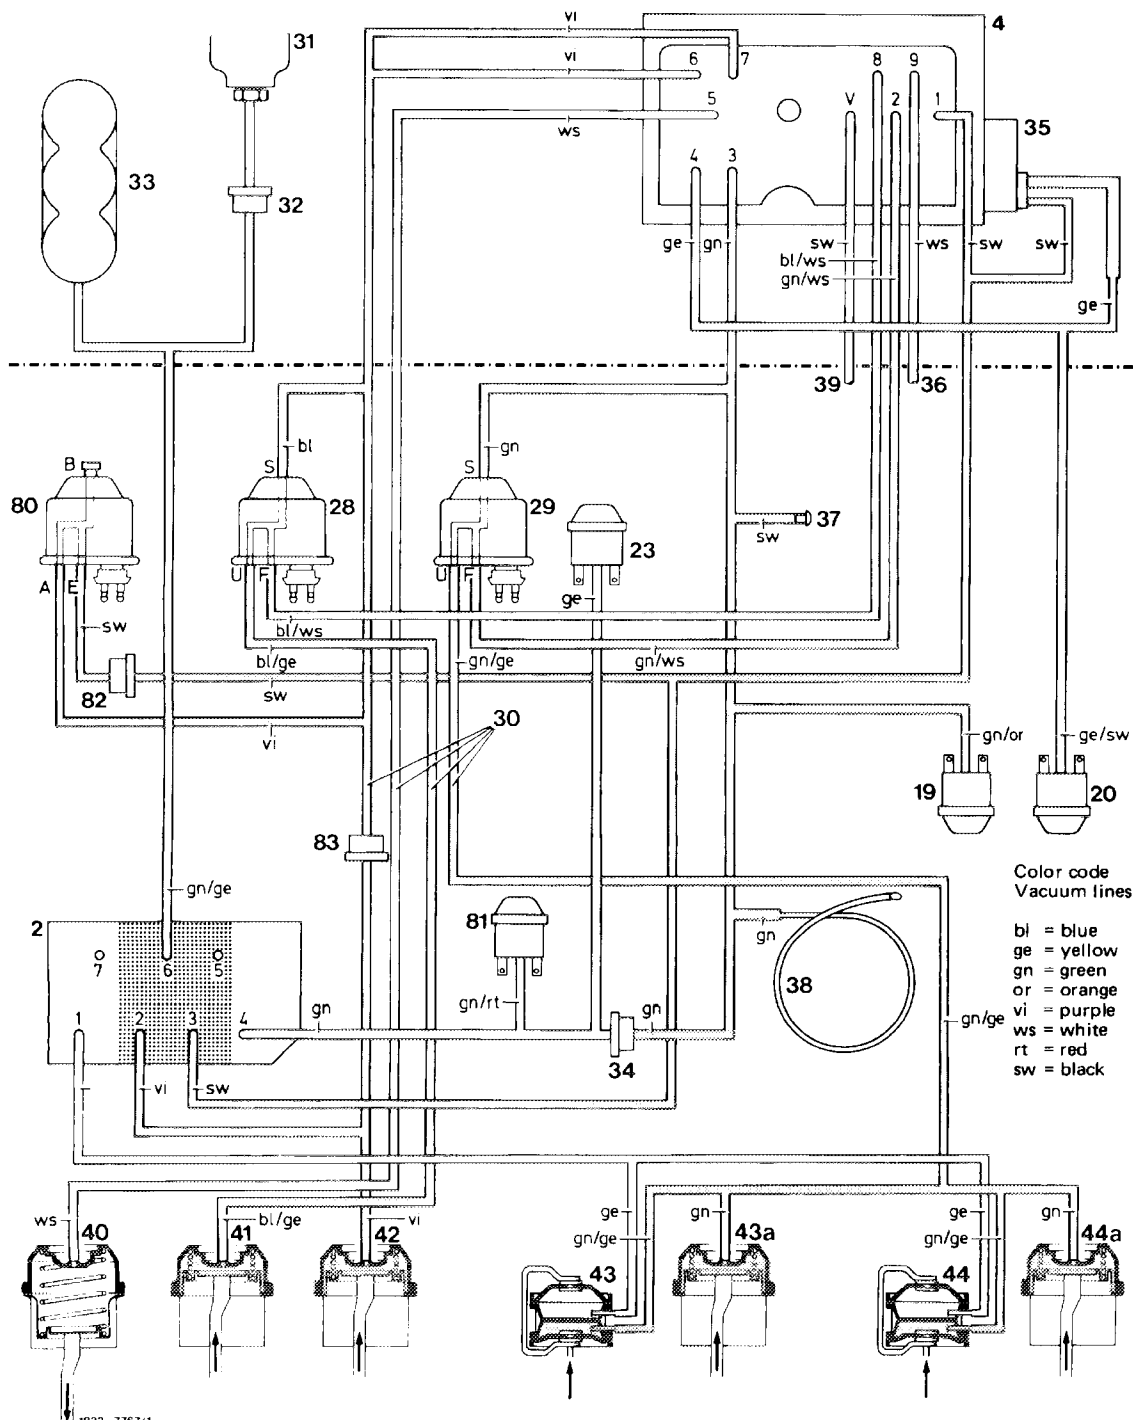 vi
4
31
vi
6
7
8
9
5
V
2
1
ws
35
33
32
4
3
ge
gn
sw
ws
sw
sw
bl/ws
gn/ws
ge
39
36
bl
gn
B
S
S
80
28
29
37
23
sw
A
E
U
F
U
F
ge
sw
bl/ws
bl/ge
gn/ge
gn/ws
82
sw
30
vi
gn/or
ge/sw
19
20
83
Color code
Vacuum lines
gn/ge
81
bl = blue
ge = yellow
gn = green
or = orange
vi = purple
ws = white
rt = red
sw = black
2
gn
7
6
5
38
gn/rt
1
2
3
4
gn
gn
gn/ge
34
vi
sw
ws
40
bl/ge
41
42
vi
ge
gn
43a
ge
gn
44a
gn/ge
gn/ge
43
44